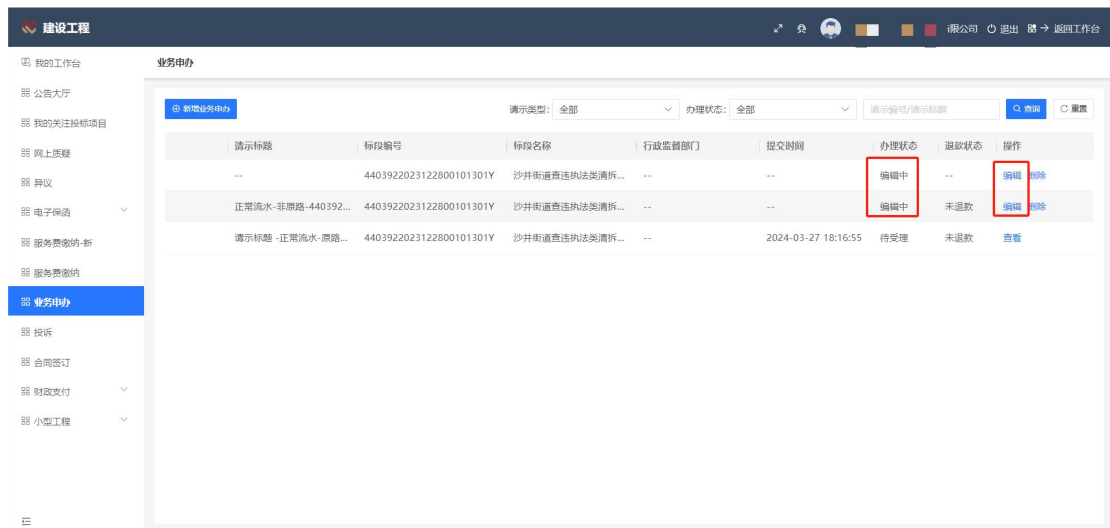 建设工程
限公司 退出 返回工作台
我的工作台
公告大厅
我的关注投标项目
网上质疑
异议
电子保函
服务费缴纳-新
服务费缴纳
业务申办
投诉
合同签订
财政支付
小型工程
业务申办
新增业务申办
请示类型: 全部 办理状态: 全部 请示编号/请示标题 查询 重置
请示标题 标段编号 标段名称 行政监督部门 提交时间 办理状态 退款状态 操作
-- 4403922023122800101301Y 沙井街道查违执法类清拆... -- -- 编辑中 -- 编辑 删除
正常流水-非原路-440392... 4403922023122800101301Y 沙井街道查违执法类清拆... -- -- 编辑中 未退款 编辑 删除
请示标题 -正常流水-原路... 4403922023122800101301Y 沙井街道查违执法类清拆... -- 2024-03-27 18:16:55 待受理 未退款 查看